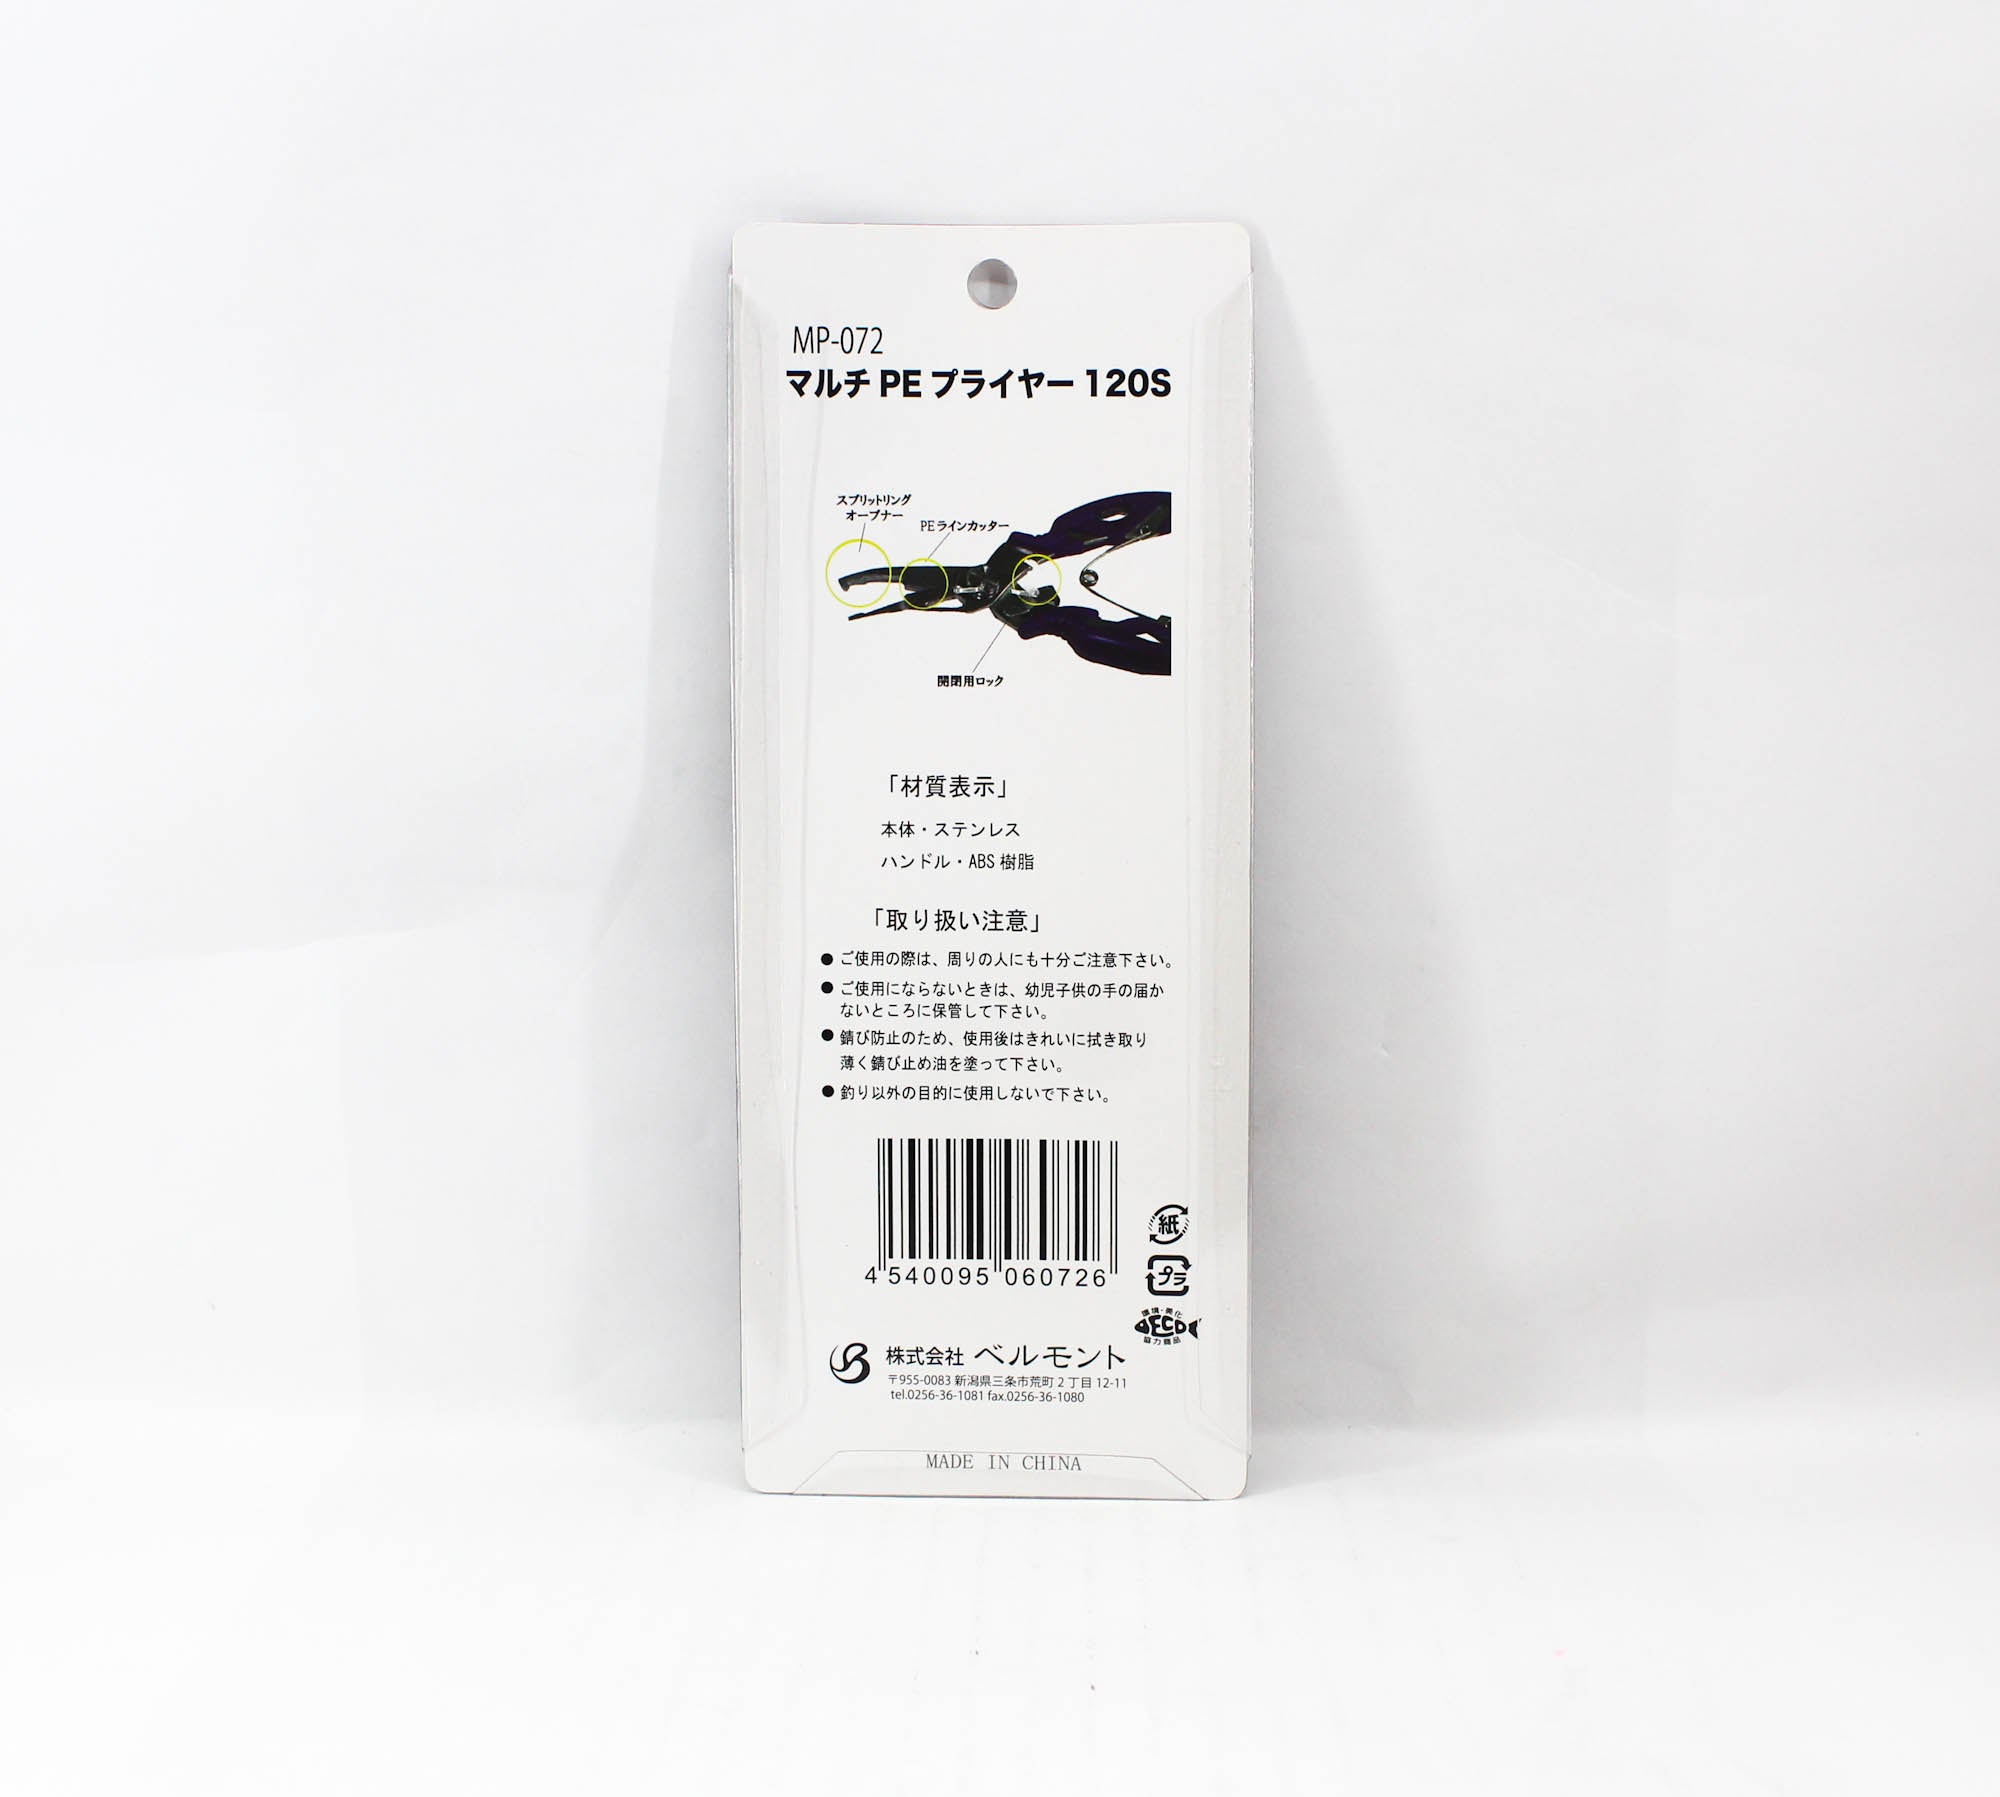 MP-072
マルチ PE プライヤー 120S
スプリットリング
オープナー
PEラインカッター
開閉用ロック
「材質表示」
本体・ステンレス
ハンドル・ABS 樹脂
「取り扱い注意」
● ご使用の際は、周りの人にも十分ご注意下さい。
● ご使用にならないときは、幼児子供の手の届か
ないところに保管して下さい。
● 錆び防止のため、使用後はきれいに拭き取り
薄く錆び止め油を塗って下さい。
● 釣り以外の目的に使用しないで下さい。
4 540095 060726
紙
プラ
環境・美化
ECO
協力商品
株式会社 ベルモント
〒955-0083 新潟県三条市荒町 2 丁目 12-11
tel.0256-36-1081 fax.0256-36-1080
MADE IN CHINA